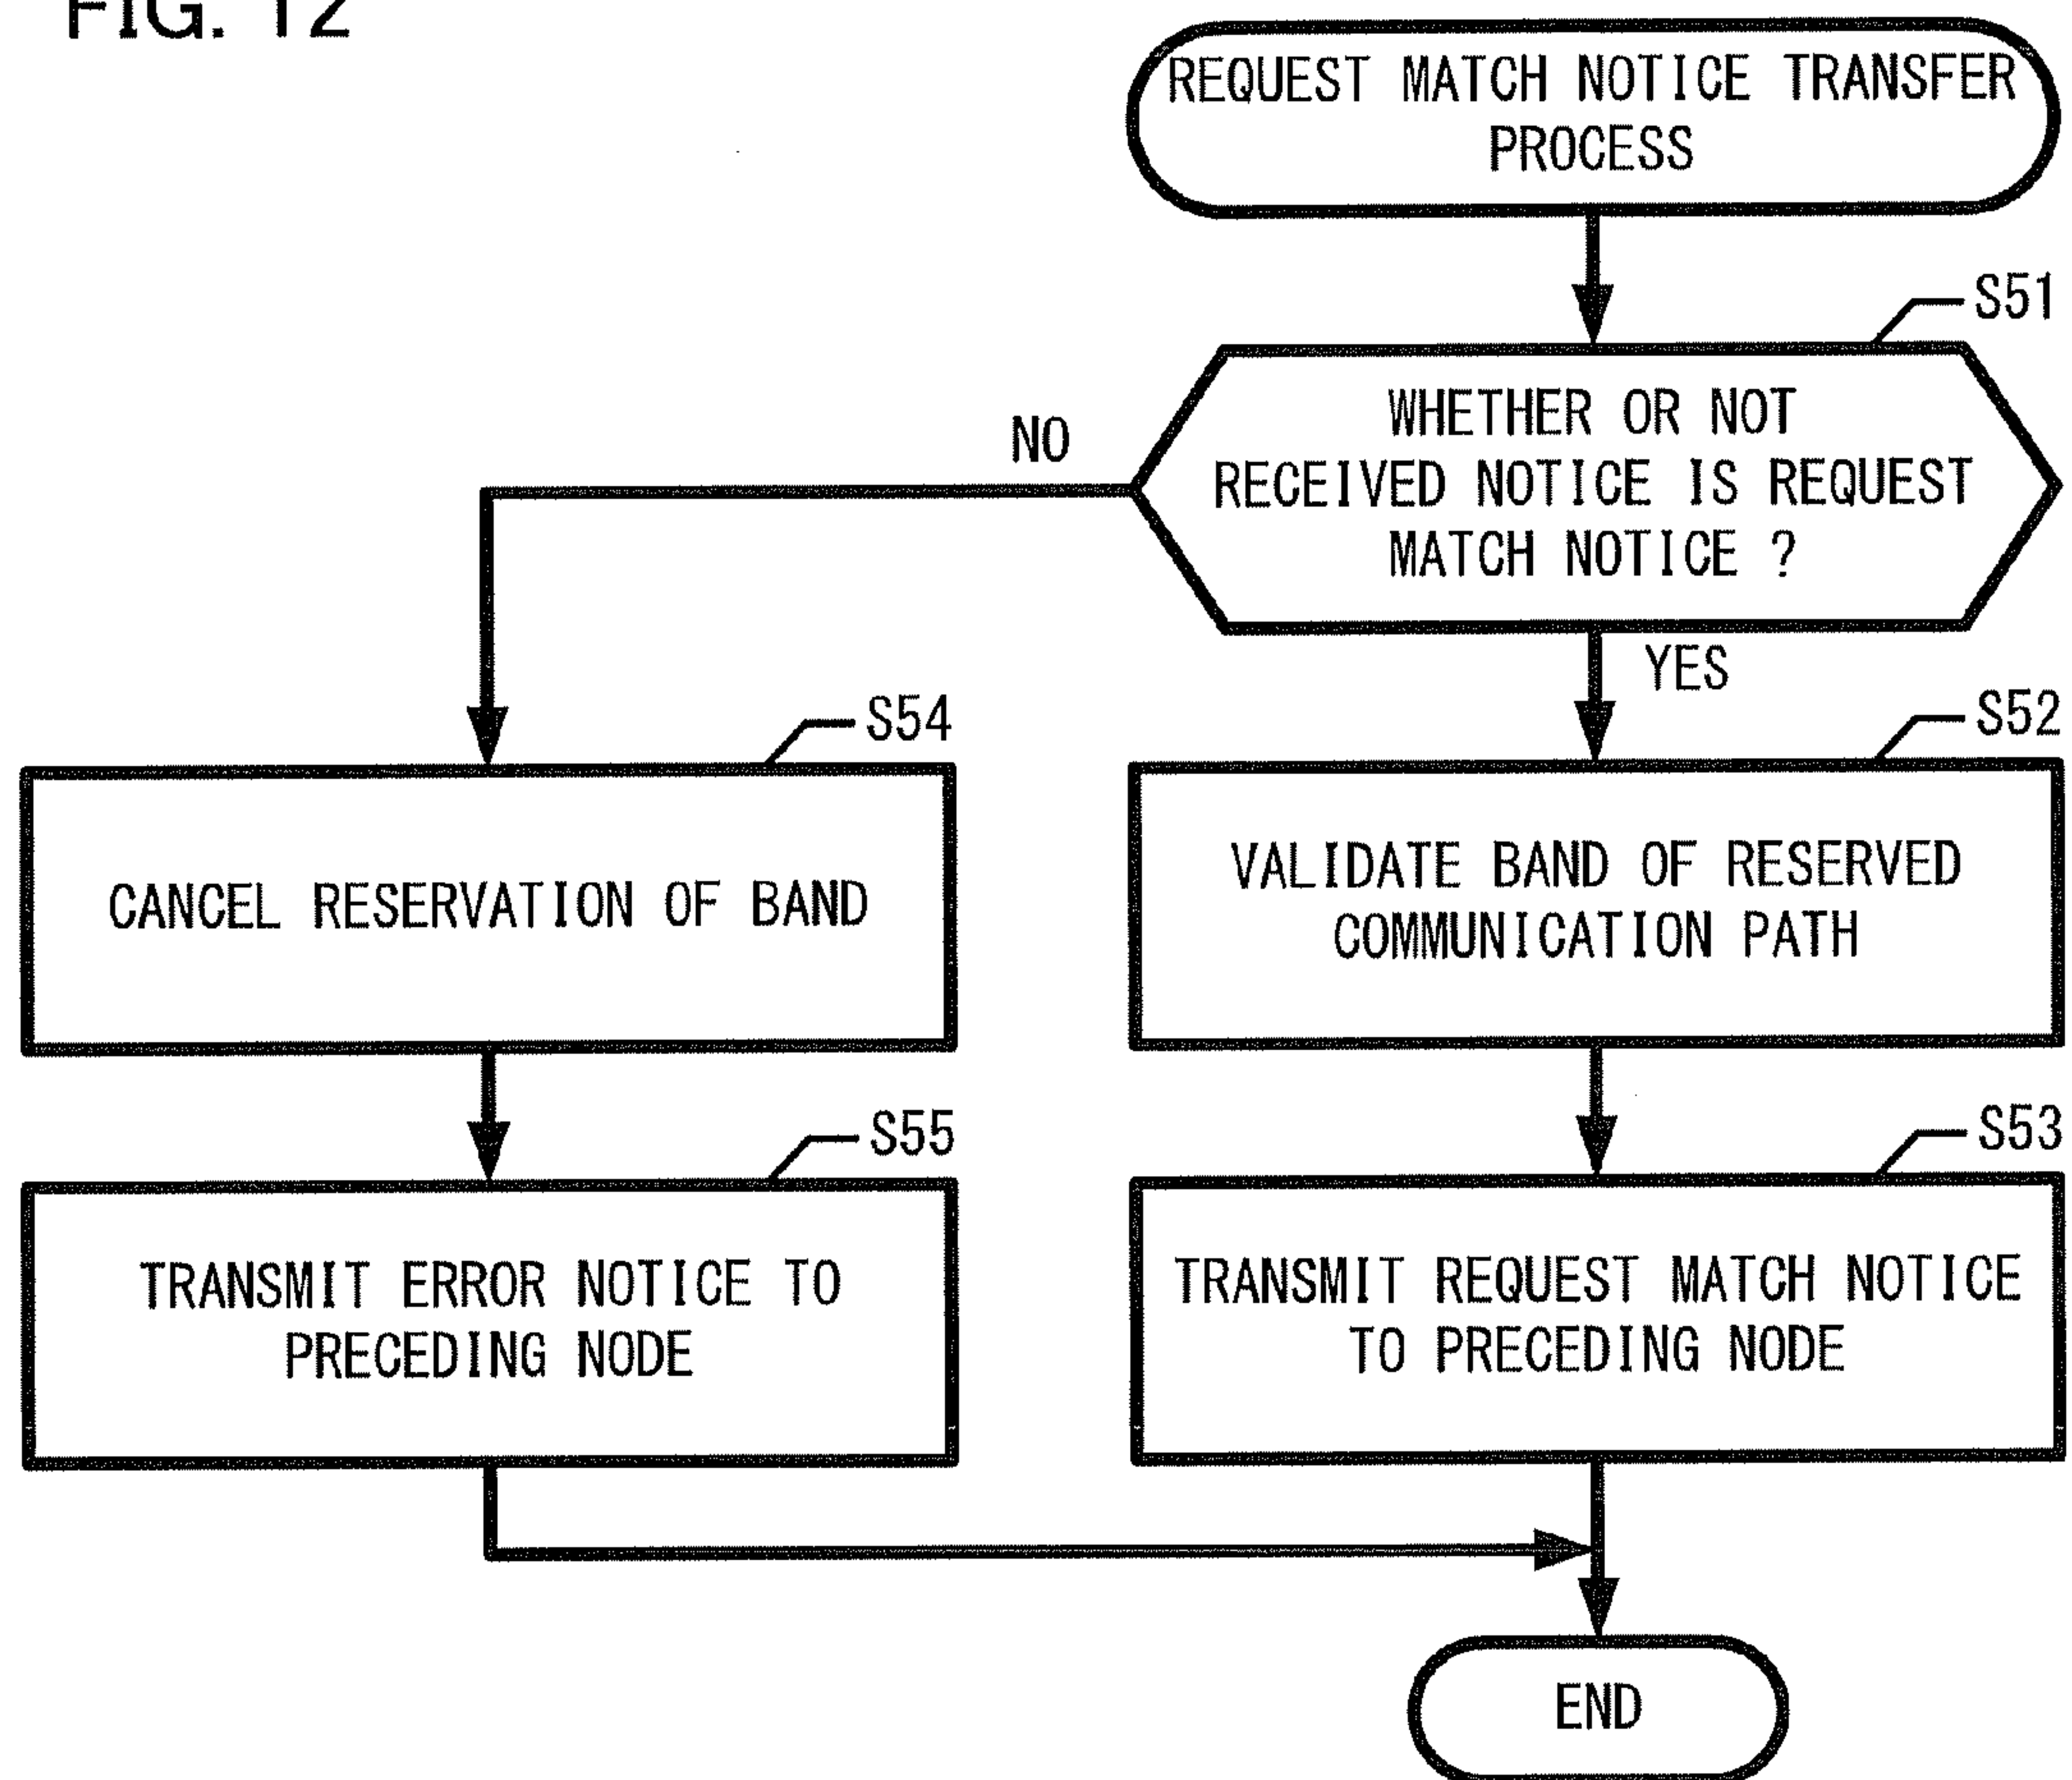 FIG. 12
REQUEST MATCH NOTICE TRANSFER
PROCESS
S51
WHETHER OR NOT
RECEIVED NOTICE IS REQUEST
MATCH NOTICE ?
NO
YES
S54
S52
CANCEL RESERVATION OF BAND
VALIDATE BAND OF RESERVED
COMMUNICATION PATH
S55
S53
TRANSMIT ERROR NOTICE TO
PRECEDING NODE
TRANSMIT REQUEST MATCH NOTICE
TO PRECEDING NODE
END